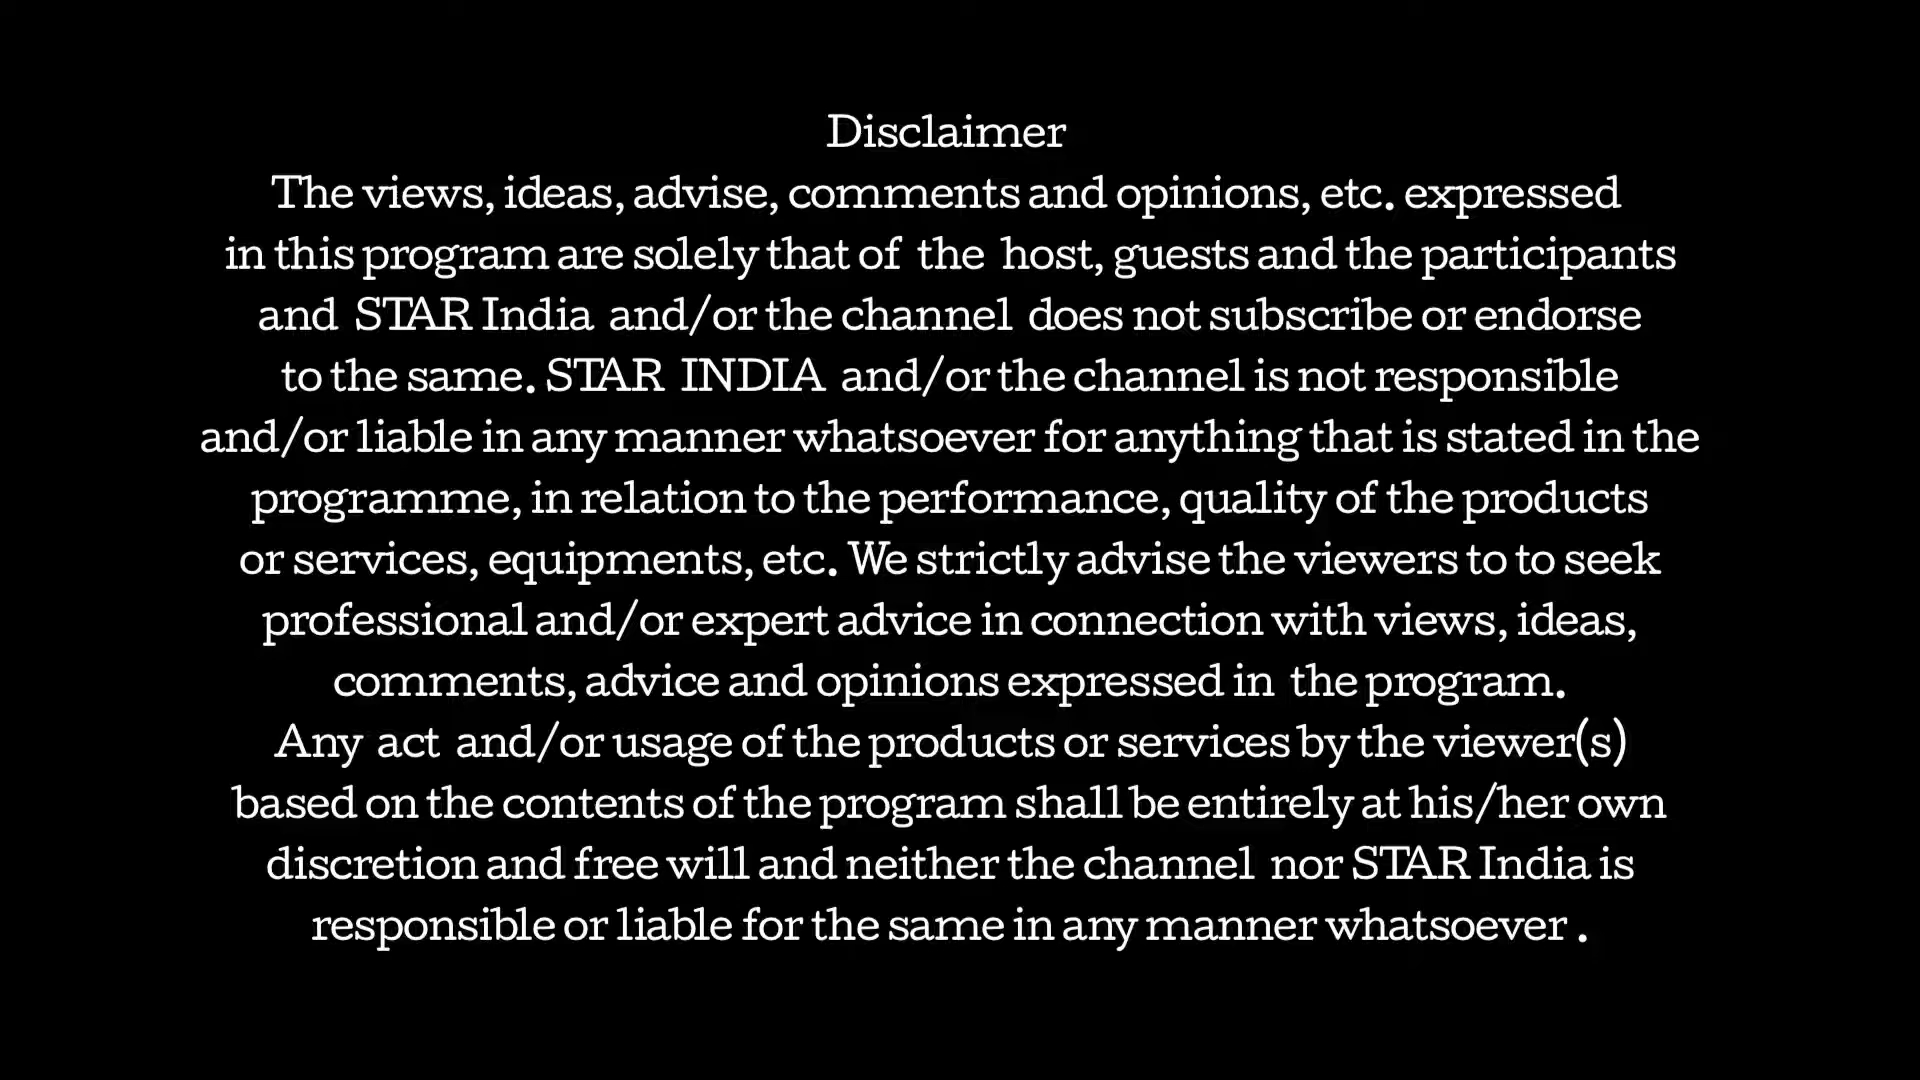 Disclaimer
The views, ideas, advise, comments and opinions, etc. expressed
in this program are solely that of the host, guests and the participants
and STAR India and/or the channel does not subscribe or endorse
to the same. STAR INDIA and/or the channel is not responsible
and/or liable in any manner whatsoever for anything that is stated in the
programme, in relation to the performance, quality of the products
or services, equipments, etc. We strictly advise the viewers to to seek
professional and/or expert advice in connection with views, ideas,
comments, advice and opinions expressed in the program.
Any act and/or usage of the products or services by the viewer(s)
based on the contents of the program shall be entirely at his/her own
discretion and free will and neither the channel nor STAR India is
responsible or liable for the same in any manner whatsoever .